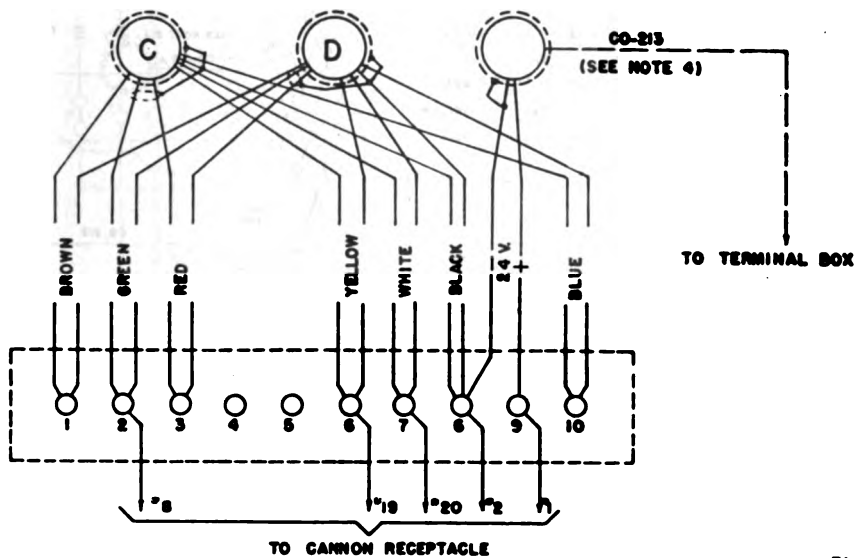 C
D
CO-213
(SEE NOTE 4)
BROWN
GREEN
RED
YELLOW
WHITE
BLACK
24 V.
- +
BLUE
TO TERMINAL BOX
1 2 3 4 5 6 7 8 9 10
"8 "19 "20 "2
TO CANNON RECEPTACLE